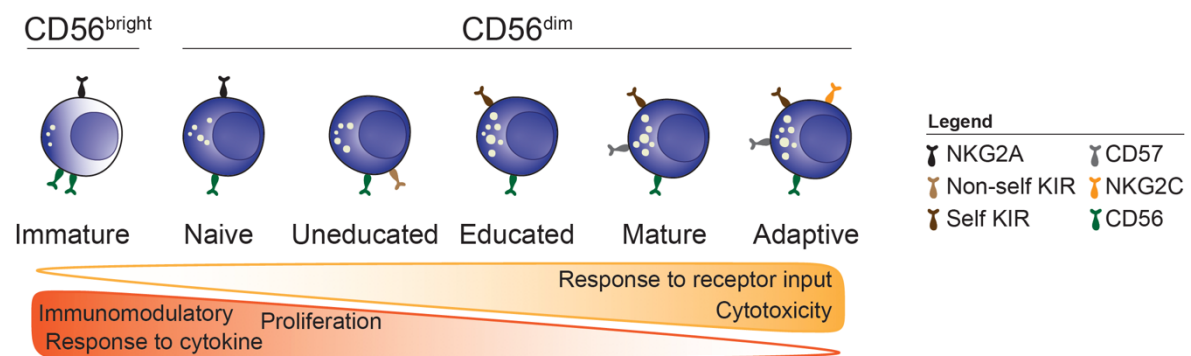 CD56bright
CD56dim
Immature
Naive
Uneducated
Educated
Mature
Adaptive
Response to receptor input
Cytotoxicity
Immunomodulatory
Proliferation
Response to cytokine
Legend
NKG2A
CD57
Non-self KIR
NKG2C
Self KIR
CD56